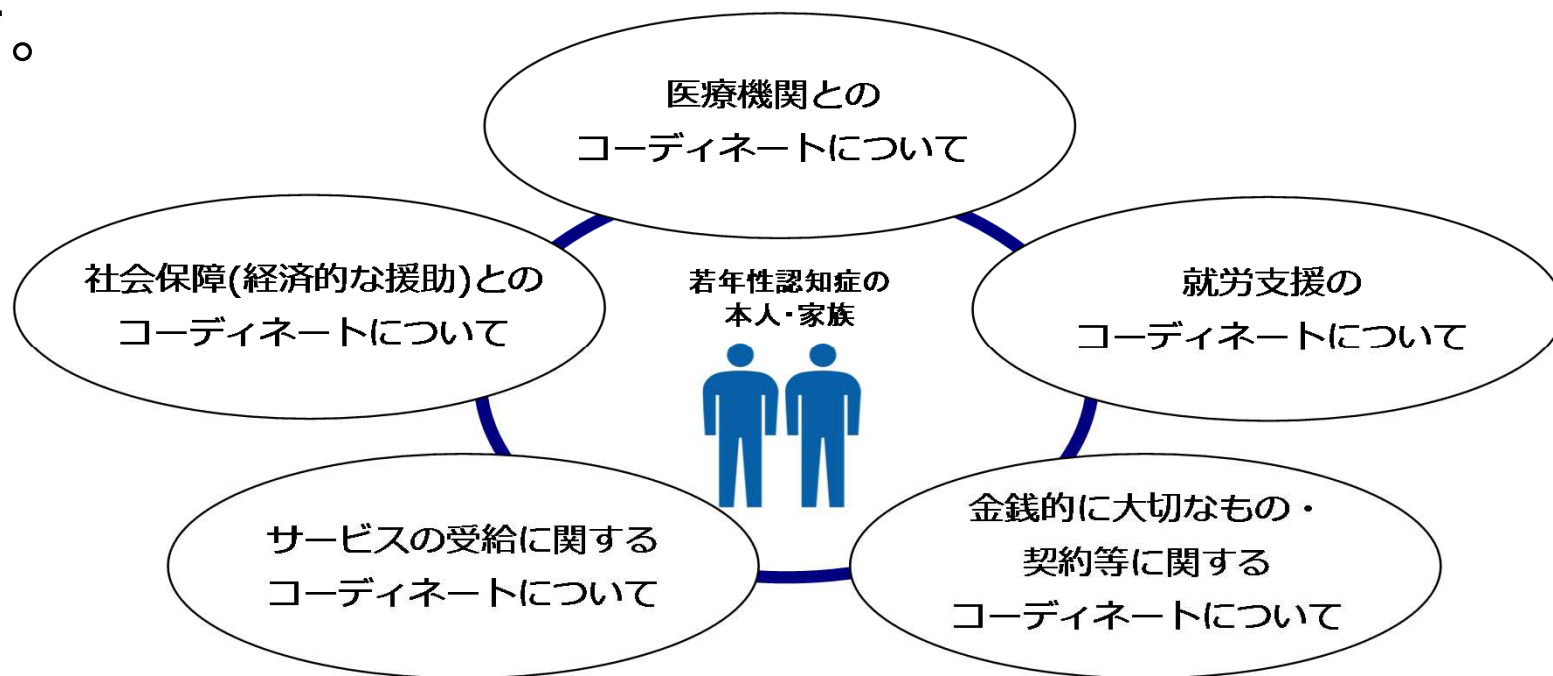 。
医療機関との
コーディネートについて
社会保障(経済的な援助)との
コーディネートについて
若年性認知症の
本人・家族
就労支援の
コーディネートについて
サービスの受給に関する
コーディネートについて
金銭的に大切なもの・
契約等に関する
コーディネートについて